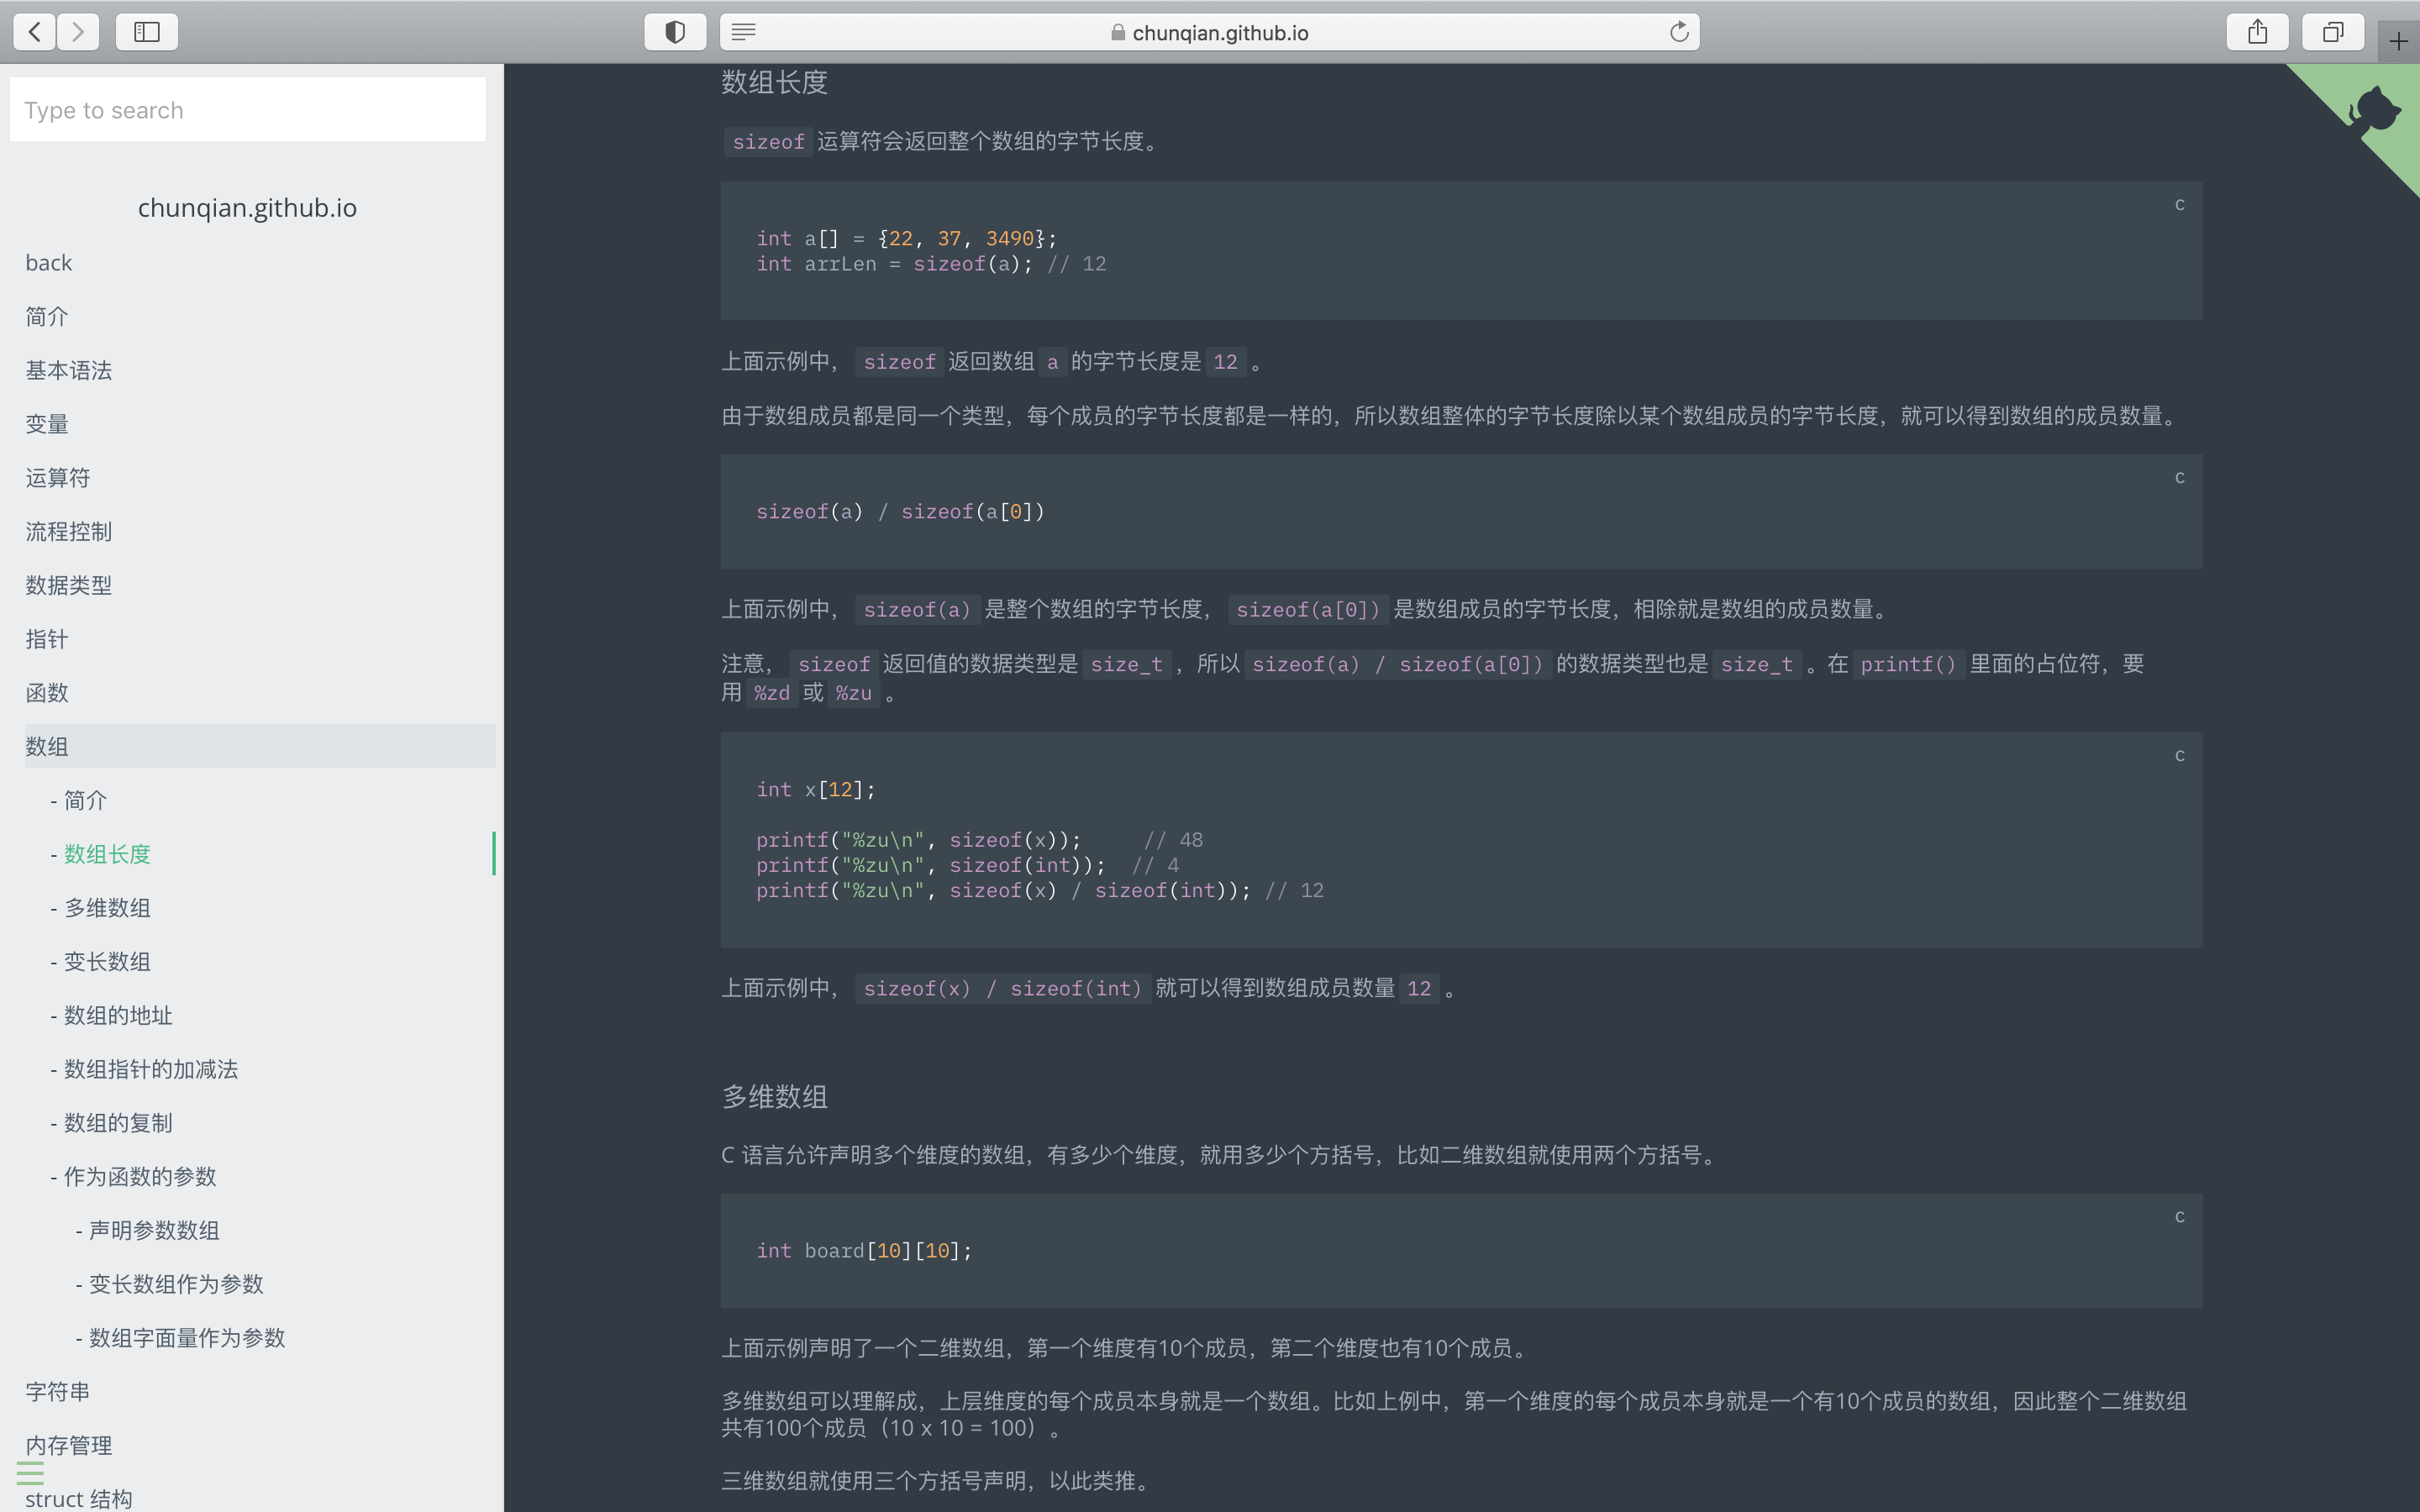 chunqian.github.io
Type to search
chunqian.github.io
back
简介
基本语法
变量
运算符
流程控制
数据类型
指针
函数
数组
- 简介
- 数组长度
- 多维数组
- 变长数组
- 数组的地址
- 数组指针的加减法
- 数组的复制
- 作为函数的参数
- 声明参数数组
- 变长数组作为参数
- 数组字面量作为参数
字符串
内存管理
struct 结构
数组长度
sizeof 运算符会返回整个数组的字节长度。
c
int a[] = {22, 37, 3490};
int arrLen = sizeof(a); // 12
上面示例中， sizeof 返回数组 a 的字节长度是 12 。
由于数组成员都是同一个类型，每个成员的字节长度都是一样的，所以数组整体的字节长度除以某个数组成员的字节长度，就可以得到数组的成员数量。
c
sizeof(a) / sizeof(a[0])
上面示例中， sizeof(a) 是整个数组的字节长度， sizeof(a[0]) 是数组成员的字节长度，相除就是数组的成员数量。
注意， sizeof 返回值的数据类型是 size_t ，所以 sizeof(a) / sizeof(a[0]) 的数据类型也是 size_t 。在 printf() 里面的占位符，要
用 %zd 或 %zu 。
c
int x[12];
printf("%zu\n", sizeof(x));     // 48
printf("%zu\n", sizeof(int));  // 4
printf("%zu\n", sizeof(x) / sizeof(int)); // 12
上面示例中， sizeof(x) / sizeof(int) 就可以得到数组成员数量 12 。
多维数组
C 语言允许声明多个维度的数组，有多少个维度，就用多少个方括号，比如二维数组就使用两个方括号。
c
int board[10][10];
上面示例声明了一个二维数组，第一个维度有10个成员，第二个维度也有10个成员。
多维数组可以理解成，上层维度的每个成员本身就是一个数组。比如上例中，第一个维度的每个成员本身就是一个有10个成员的数组，因此整个二维数组
共有100个成员（10 x 10 = 100）。
三维数组就使用三个方括号声明，以此类推。